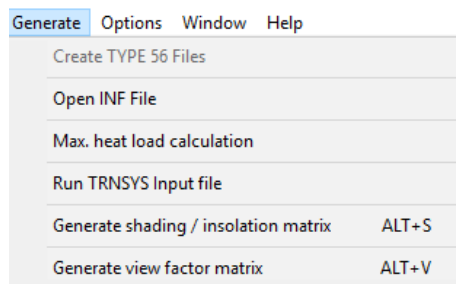 Generate Options Window Help
Create TYPE 56 Files
Open INF File
Max. heat load calculation
Run TRNSYS Input file
Generate shading / insolation matrix ALT+S
Generate view factor matrix ALT+V